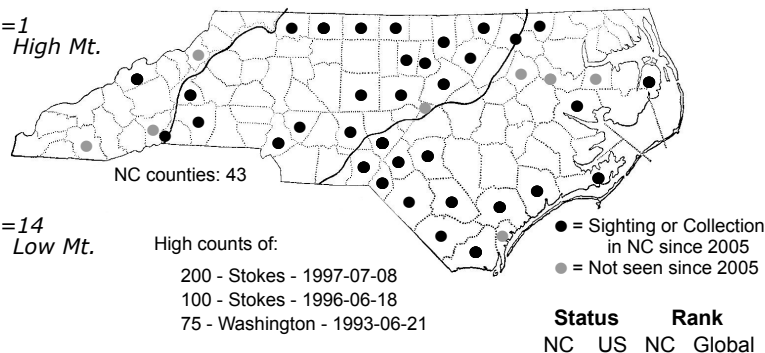 =1
High Mt.
NC counties: 43
=14
Low Mt.
High counts of:
200 - Stokes - 1997-07-08
100 - Stokes - 1996-06-18
75 - Washington - 1993-06-21
= Sighting or Collection
in NC since 2005
= Not seen since 2005
Status Rank
NC US NC Global